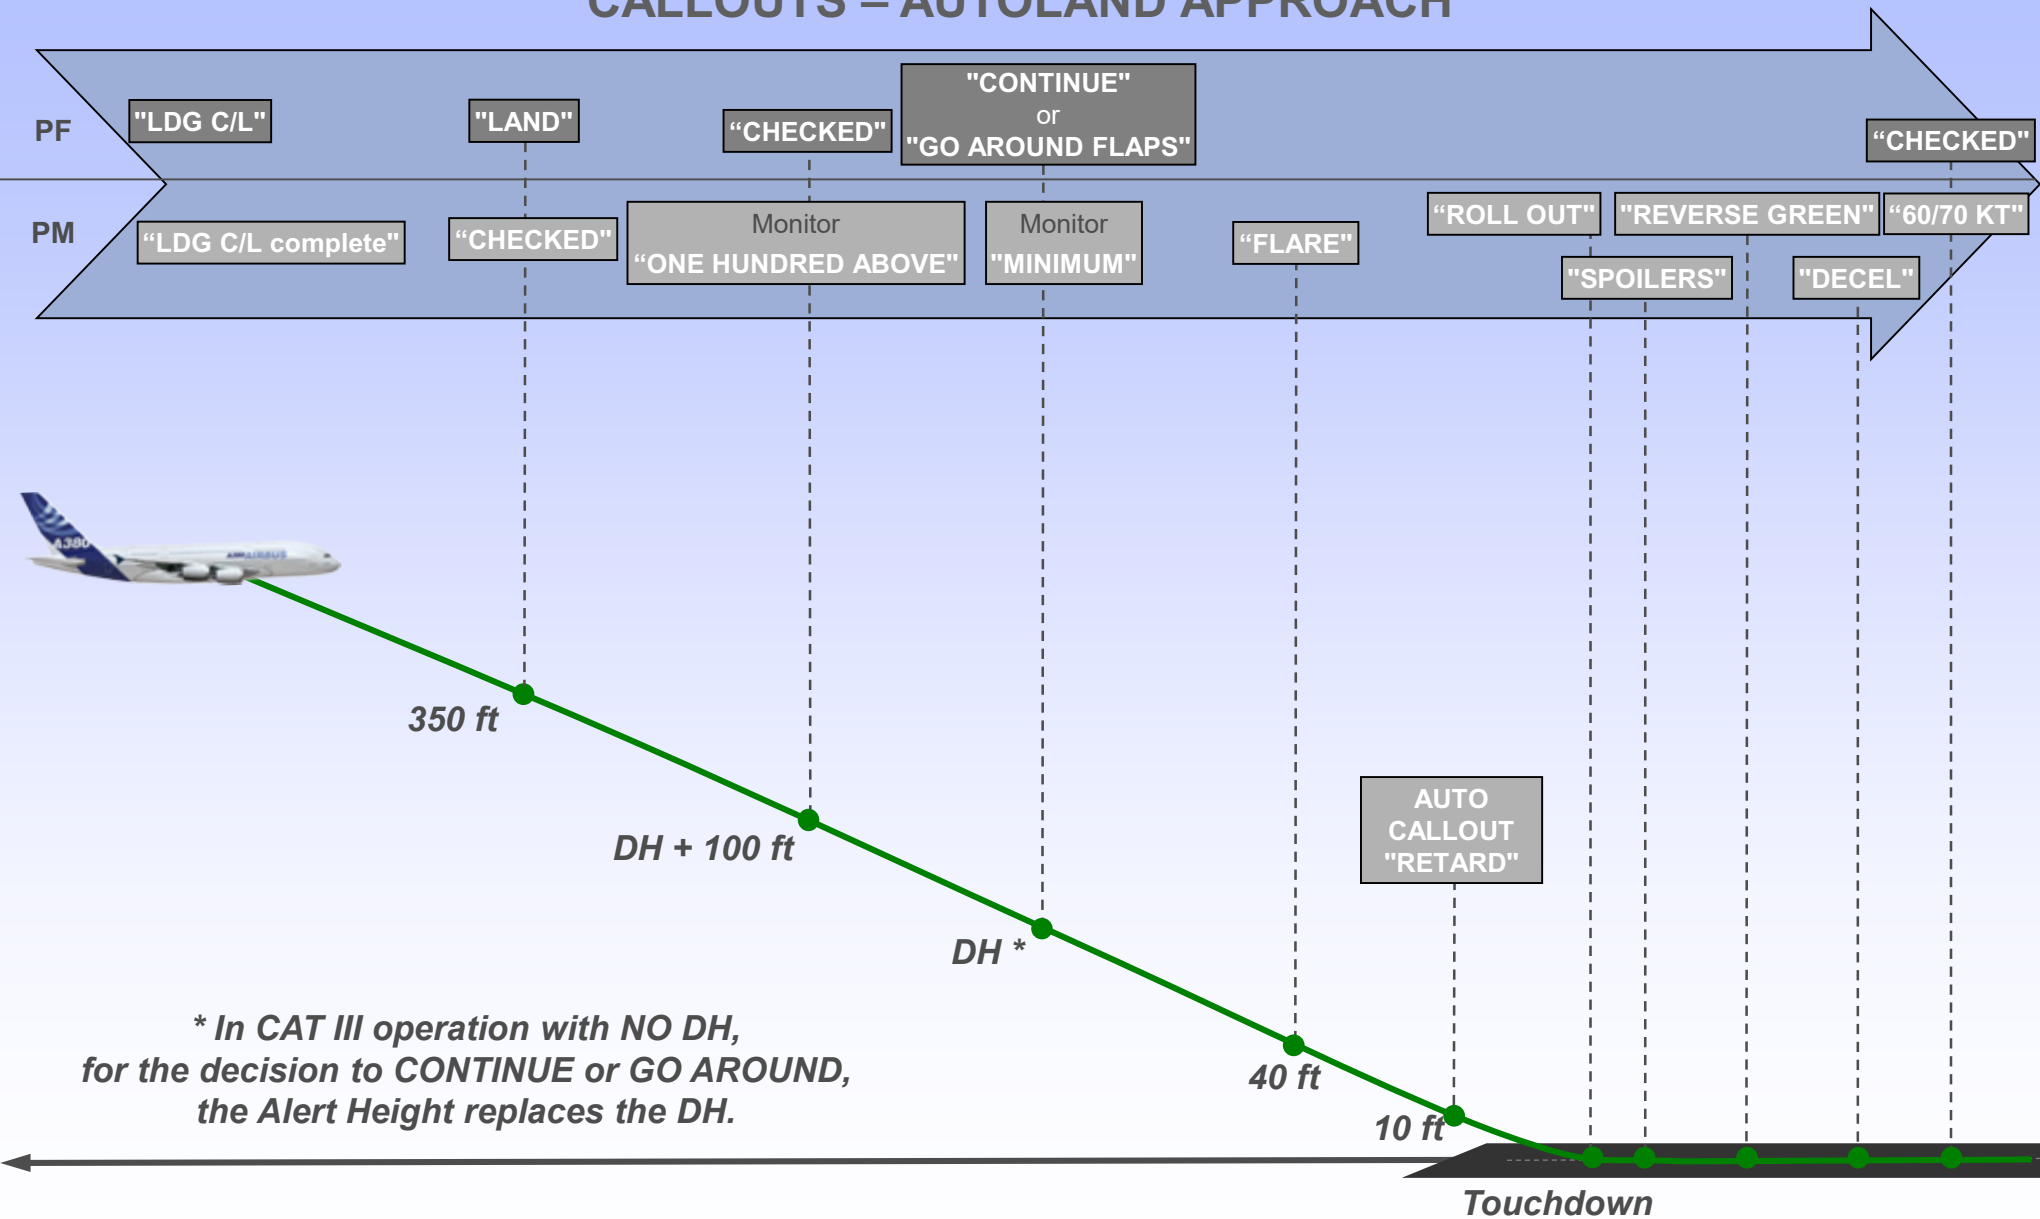 CALLOUTS – AUTOLAND APPROACH
PF
"LDG C/L"
"LAND"
“CHECKED"
"CONTINUE"
or
"GO AROUND FLAPS"
“CHECKED"
PM
“LDG C/L complete"
“CHECKED"
Monitor
“ONE HUNDRED ABOVE"
Monitor
"MINIMUM"
“FLARE"
“ROLL OUT"
"SPOILERS"
"REVERSE GREEN"
"DECEL"
“60/70 KT"
A380
AIRBUS
350 ft
DH + 100 ft
DH *
40 ft
AUTO
CALLOUT
"RETARD"
10 ft
* In CAT III operation with NO DH,
for the decision to CONTINUE or GO AROUND,
the Alert Height replaces the DH.
Touchdown